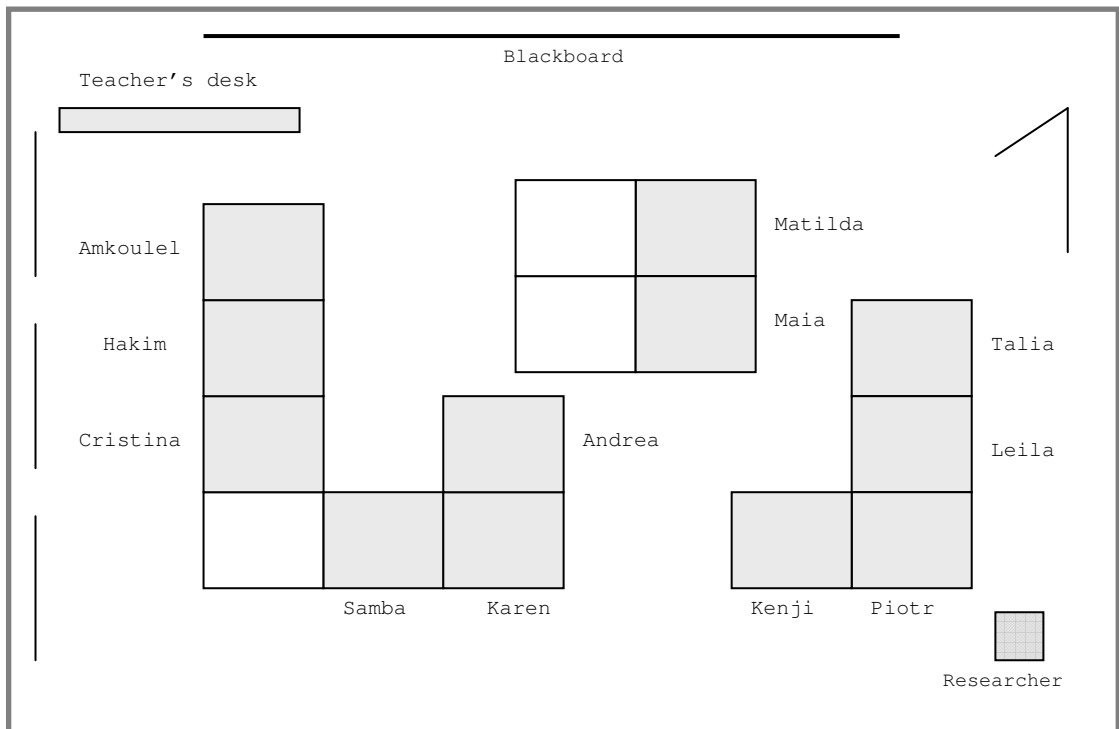 Blackboard
Teacher’s desk
Matilda
Amkoulel
Maia
Hakim
Talia
Cristina
Andrea
Leila
Samba
Karen
Kenji
Piotr
Researcher